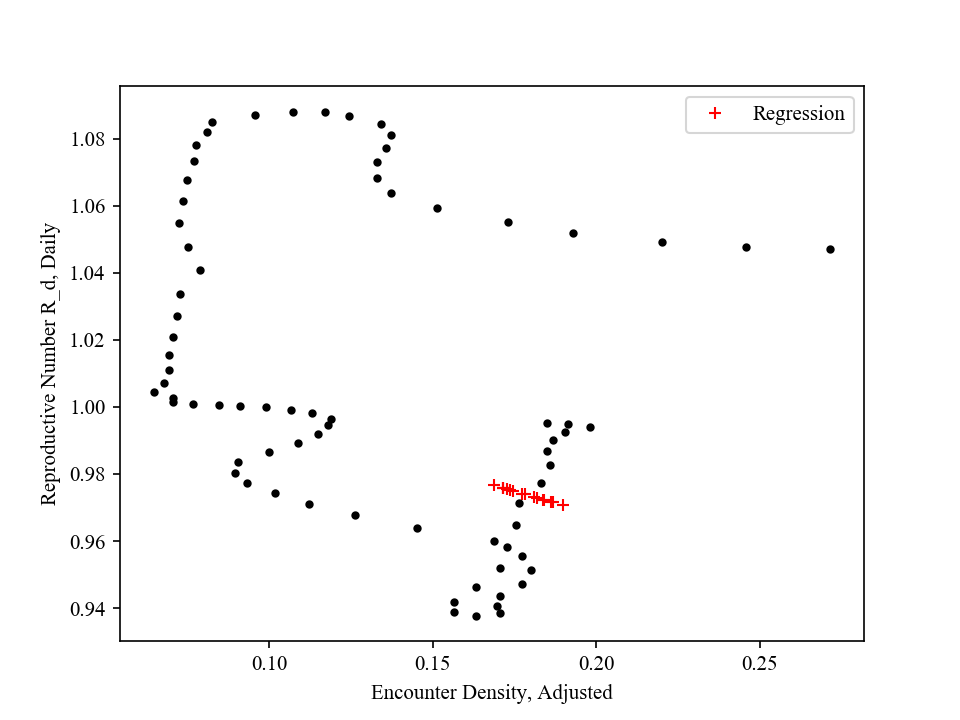 Regression
1.08
1.06
1.04
1.02
1.00
0.98
0.96
0.94
Reproductive Number R_d, Daily
0.10 0.15 0.20 0.25
Encounter Density, Adjusted